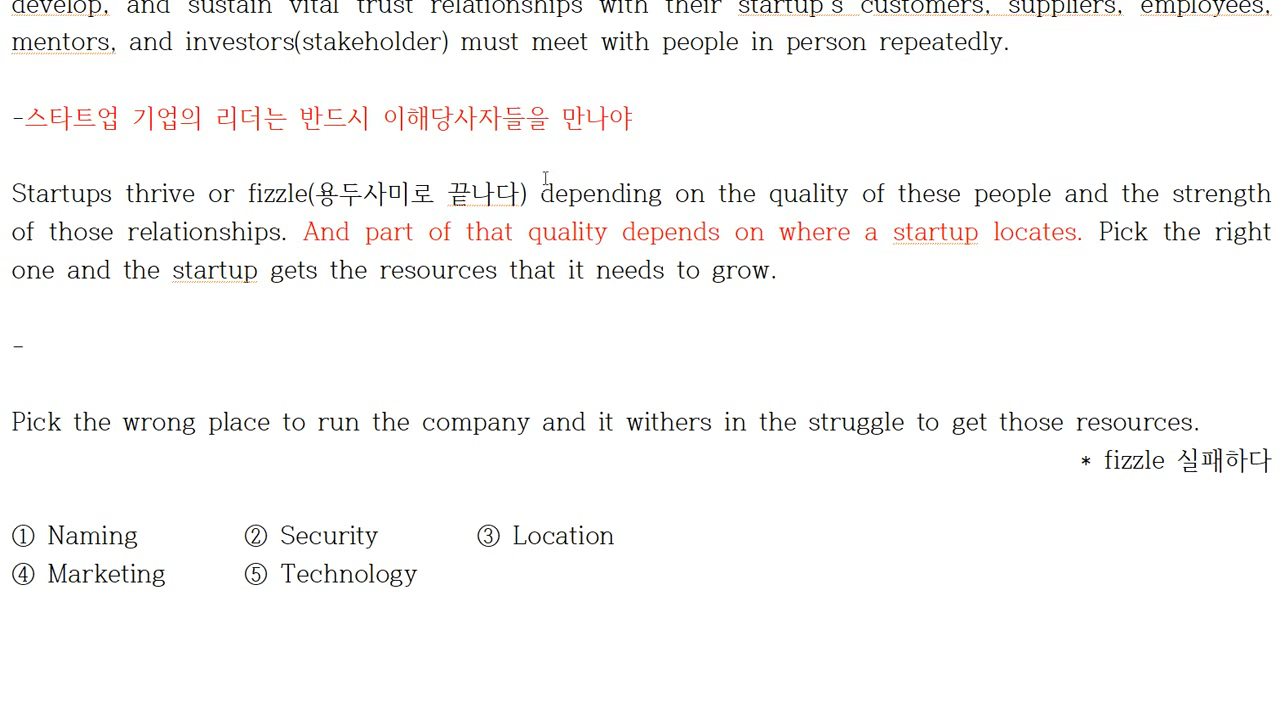 develop, and sustain vital trust relationships with their startup's customers, suppliers, employees,
mentors, and investors(stakeholder) must meet with people in person repeatedly.
-스타트업 기업의 리더는 반드시 이해당사자들을 만나야
Startups thrive or fizzle(용두사미로 끝나다) depending on the quality of these people and the strength
of those relationships. And part of that quality depends on where a startup locates. Pick the right
one and the startup gets the resources that it needs to grow.
-
Pick the wrong place to run the company and it withers in the struggle to get those resources.
* fizzle 실패하다
① Naming ② Security ③ Location
④ Marketing ⑤ Technology